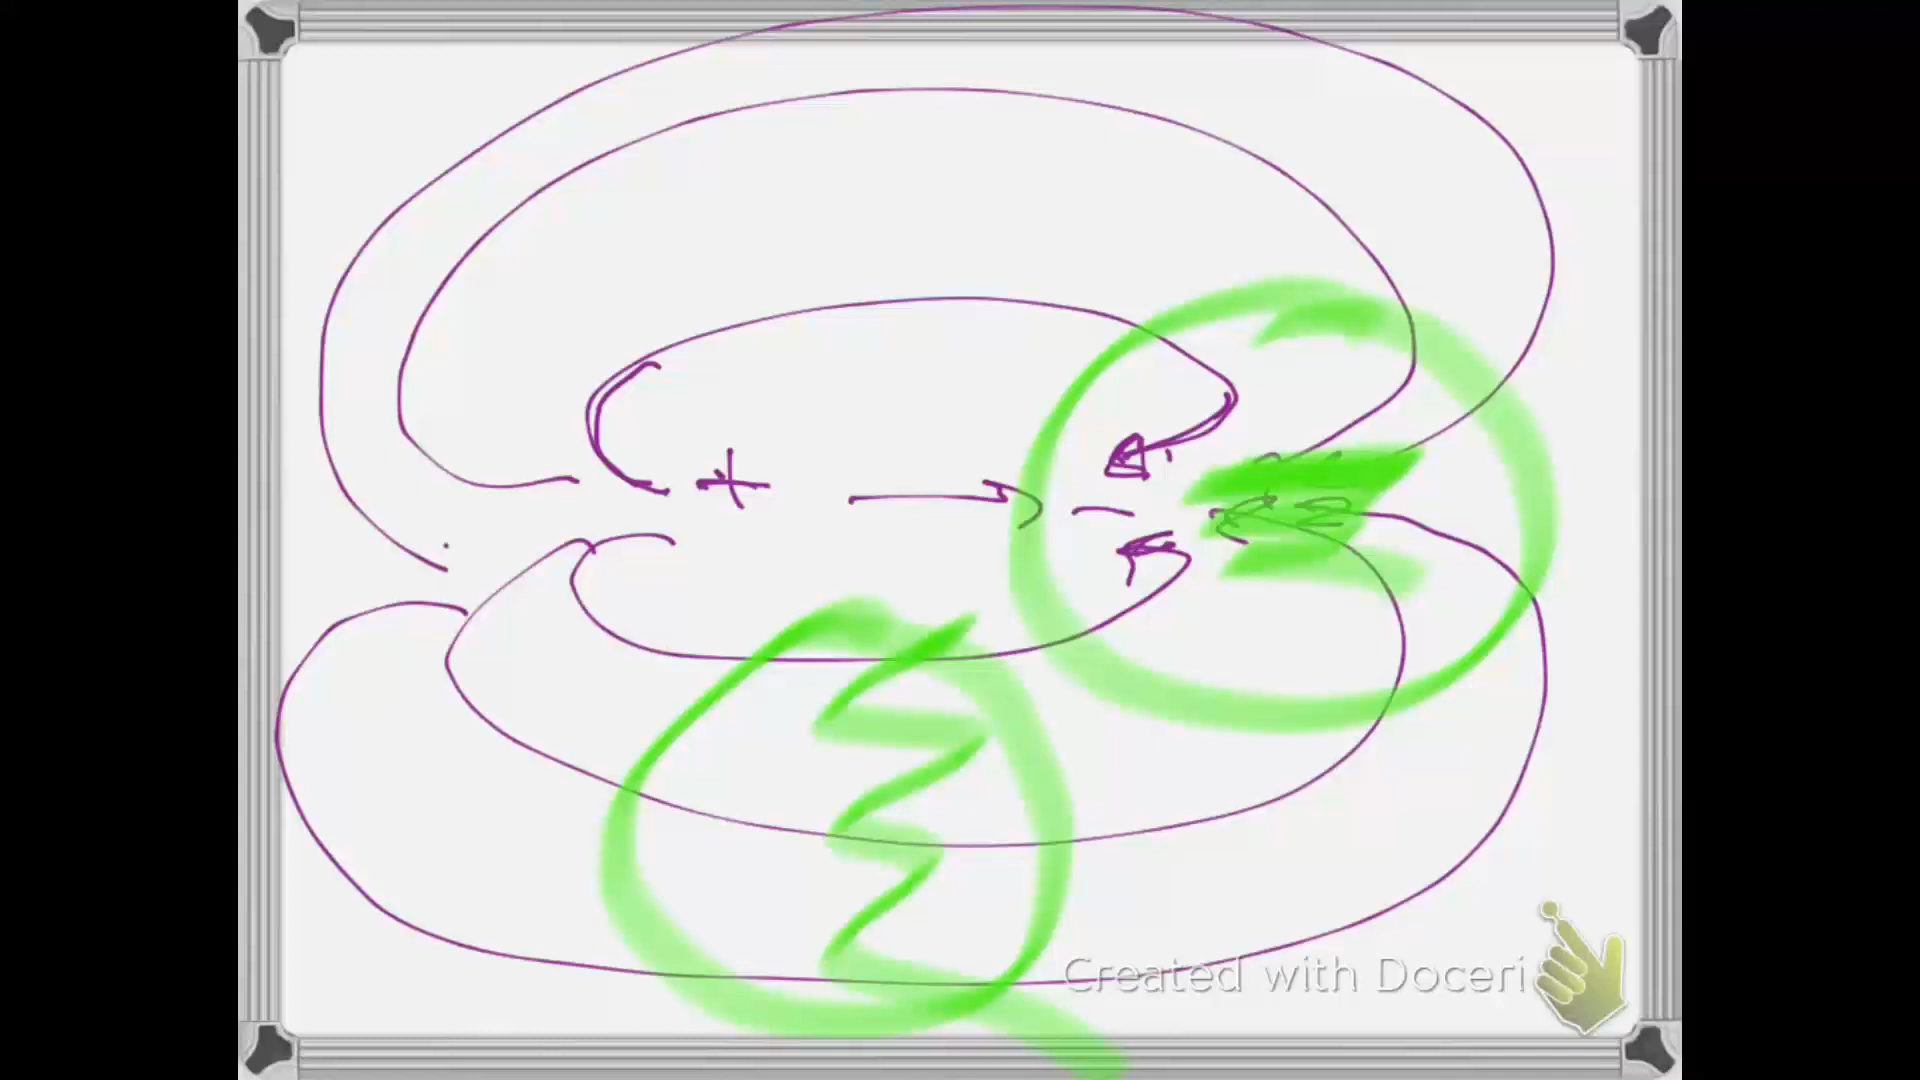 + → −
Created with Doceri